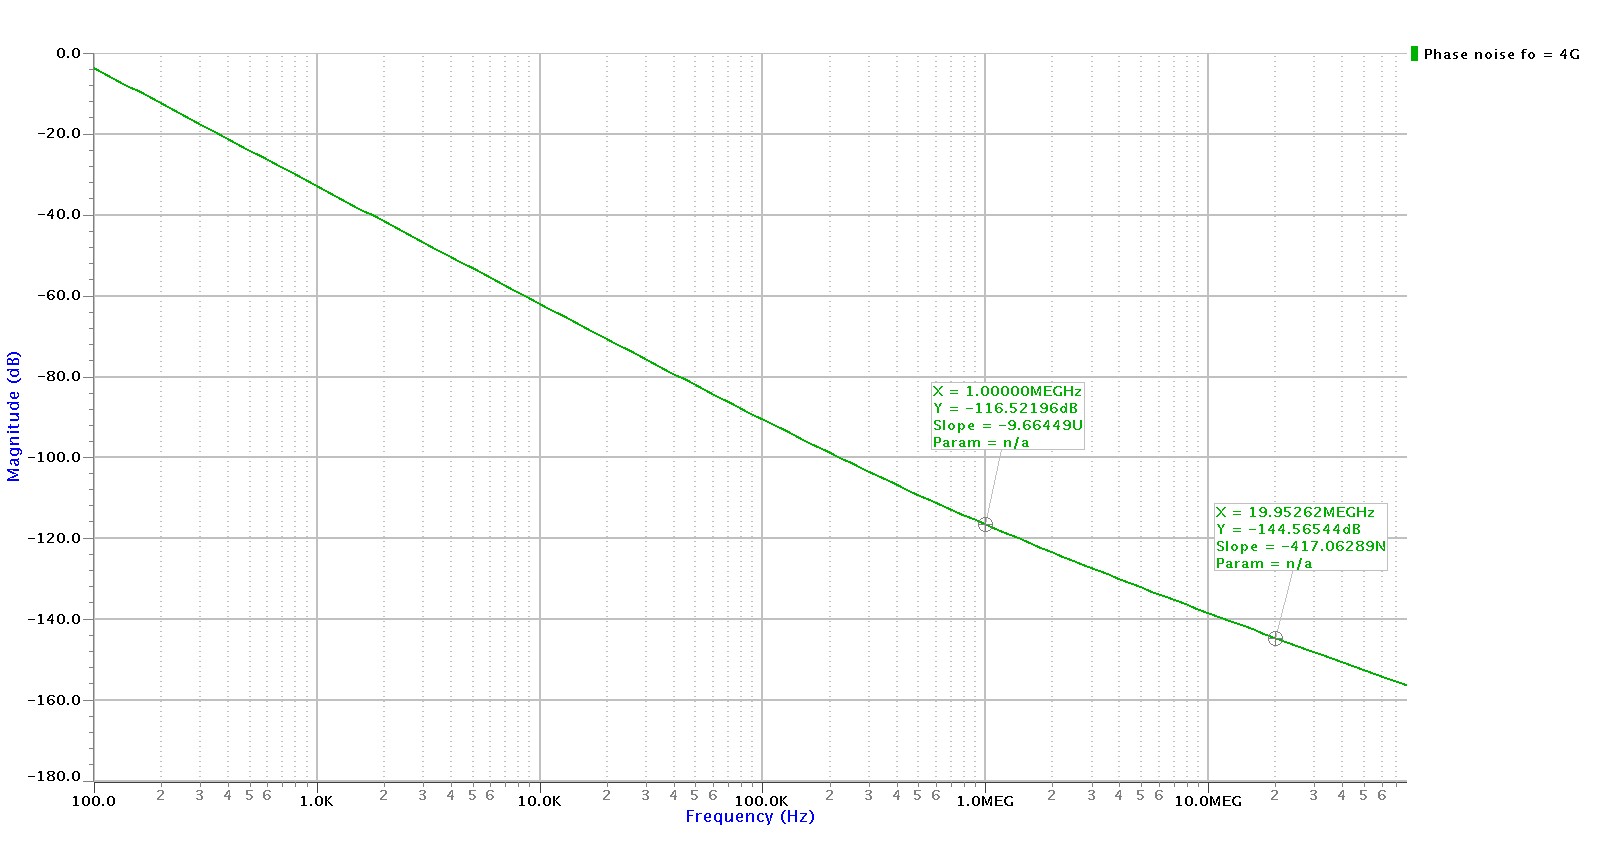 Phase noise fo = 4G
0.0
-20.0
-40.0
-60.0
-80.0
-100.0
-120.0
-140.0
-160.0
-180.0
Magnitude (dB)
X = 1.00000MEGHz
Y = -116.52196dB
Slope = -9.66449U
Param = n/a
X = 19.95262MEGHz
Y = -144.56544dB
Slope = -417.06289N
Param = n/a
100.0 2 3 4 5 6 1.0K 2 3 4 5 6 10.0K 2 3 4 5 6 100.0K 2 3 4 5 6 1.0MEG 2 3 4 5 6 10.0MEG 2 3 4 5 6
Frequency (Hz)